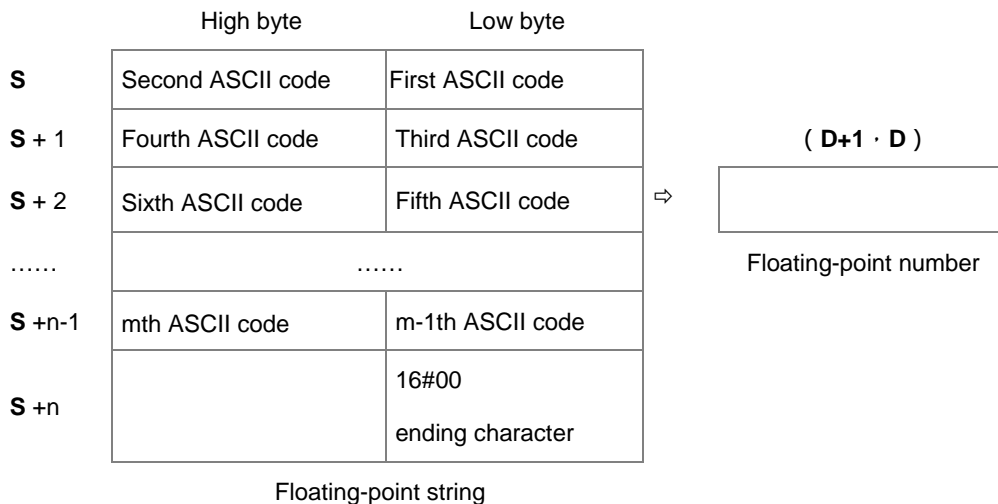 High byte Low byte
S Second ASCII code First ASCII code
S + 1 Fourth ASCII code Third ASCII code ( D+1，D )
S + 2 Sixth ASCII code Fifth ASCII code ⇨
…… …… Floating-point number
S +n-1 mth ASCII code m-1th ASCII code
16#00
S +n
ending character
Floating-point string